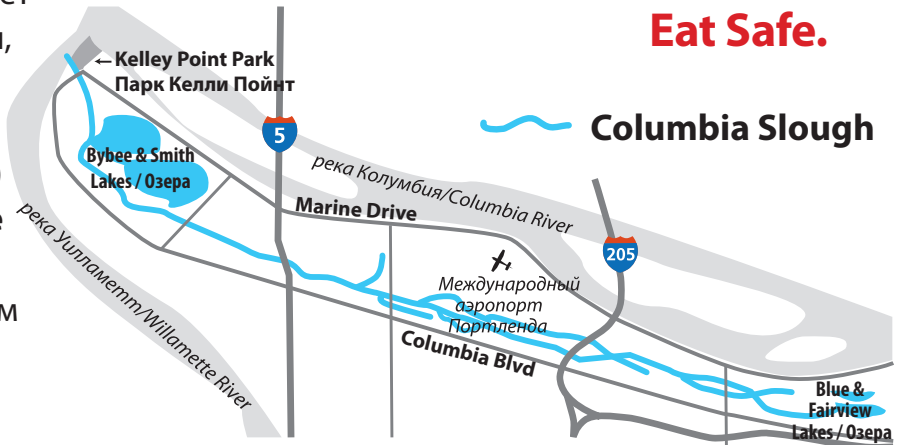 Eat Safe.
← Kelley Point Park
Парк Келли Пойнт
Columbia Slough
5
Bybee & Smith
Lakes / Озера
река Колумбия/Columbia River
Marine Drive
205
река Уилламетт/Willamette River
Международный
аэропорт
Портленда
Columbia Blvd
Blue &
Fairview
Lakes / Озера